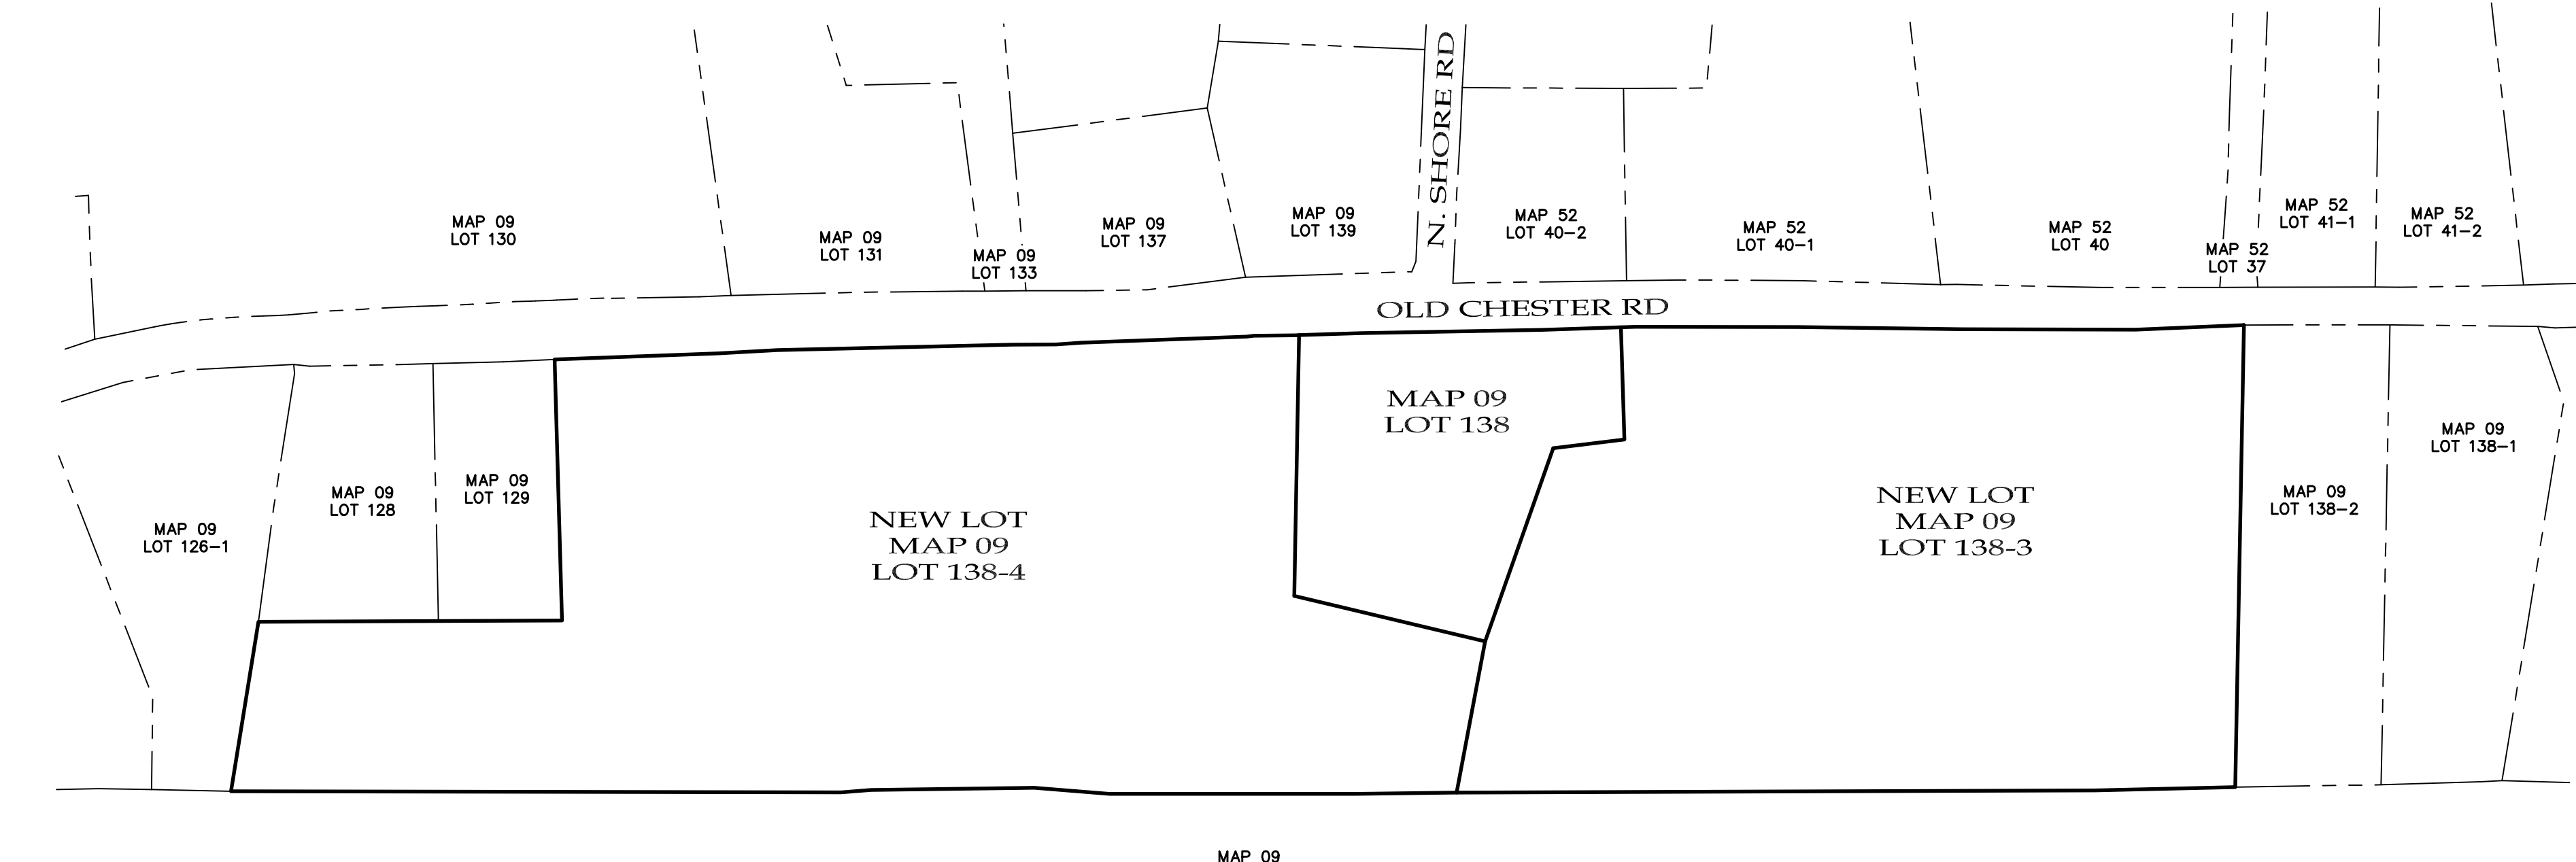 MAP 09
LOT 130
MAP 09
LOT 131
MAP 09
LOT 133
MAP 09
LOT 137
MAP 09
LOT 139
N. SHORE RD
MAP 52
LOT 40-2
MAP 52
LOT 40-1
MAP 52
LOT 40
MAP 52
LOT 37
MAP 52
LOT 41-1
MAP 52
LOT 41-2
OLD CHESTER RD
MAP 09
LOT 126-1
MAP 09
LOT 128
MAP 09
LOT 129
NEW LOT
MAP 09
LOT 138-4
MAP 09
LOT 138
NEW LOT
MAP 09
LOT 138-3
MAP 09
LOT 138-2
MAP 09
LOT 138-1
MAP 09